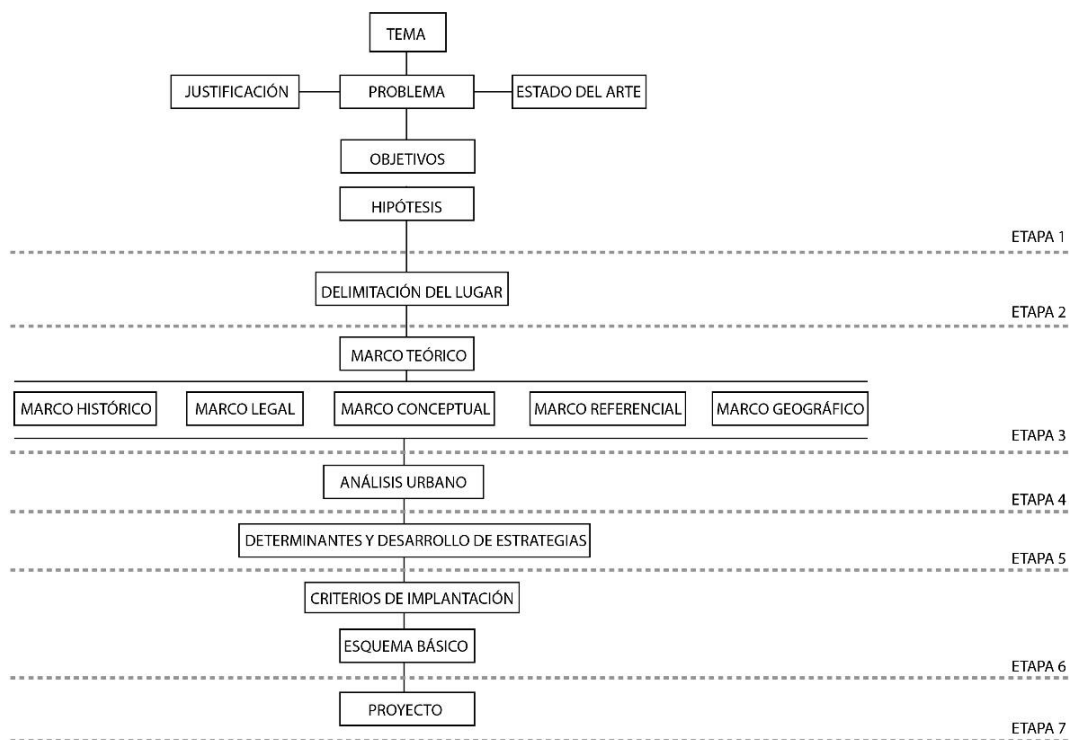 TEMA
JUSTIFICACIÓN
PROBLEMA
ESTADO DEL ARTE
OBJETIVOS
HIPÓTESIS
ETAPA 1
DELIMITACIÓN DEL LUGAR
ETAPA 2
MARCO TEÓRICO
MARCO HISTÓRICO
MARCO LEGAL
MARCO CONCEPTUAL
MARCO REFERENCIAL
MARCO GEOGRÁFICO
ETAPA 3
ANÁLISIS URBANO
ETAPA 4
DETERMINANTES Y DESARROLLO DE ESTRATEGIAS
ETAPA 5
CRITERIOS DE IMPLANTACIÓN
ESQUEMA BÁSICO
ETAPA 6
PROYECTO
ETAPA 7